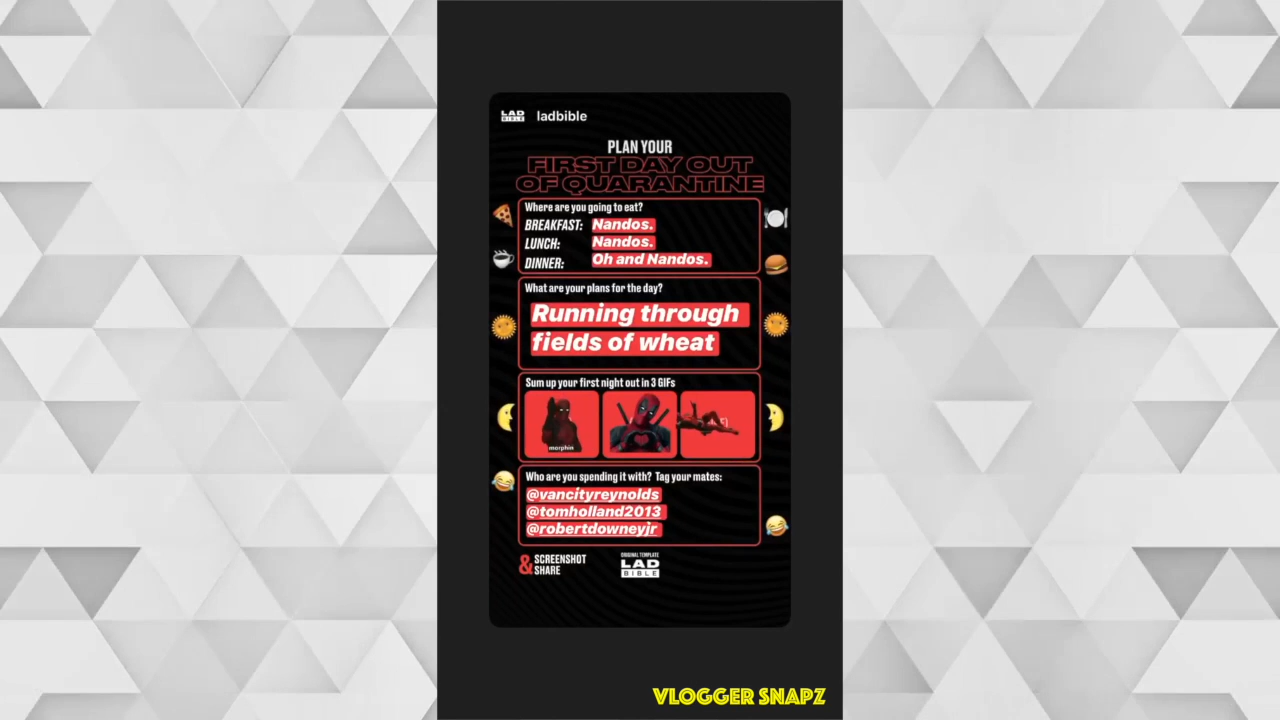 LAD
BIBLE
ladbible
PLAN YOUR
FIRST DAY OUT
OF QUARANTINE
Where are you going to eat?
BREAKFAST: Nandos.
LUNCH: Nandos.
DINNER: Oh and Nandos.
What are your plans for the day?
Running through
fields of wheat
Sum up your first night out in 3 GIFs
morphin
Who are you spending it with? Tag your mates:
@vancityreynolds
@tomholland2013
@robertdowneyjr
& SCREENSHOT
SHARE
ORIGINAL TEMPLATE
LAD
BIBLE
VLOGGER SNAPZ